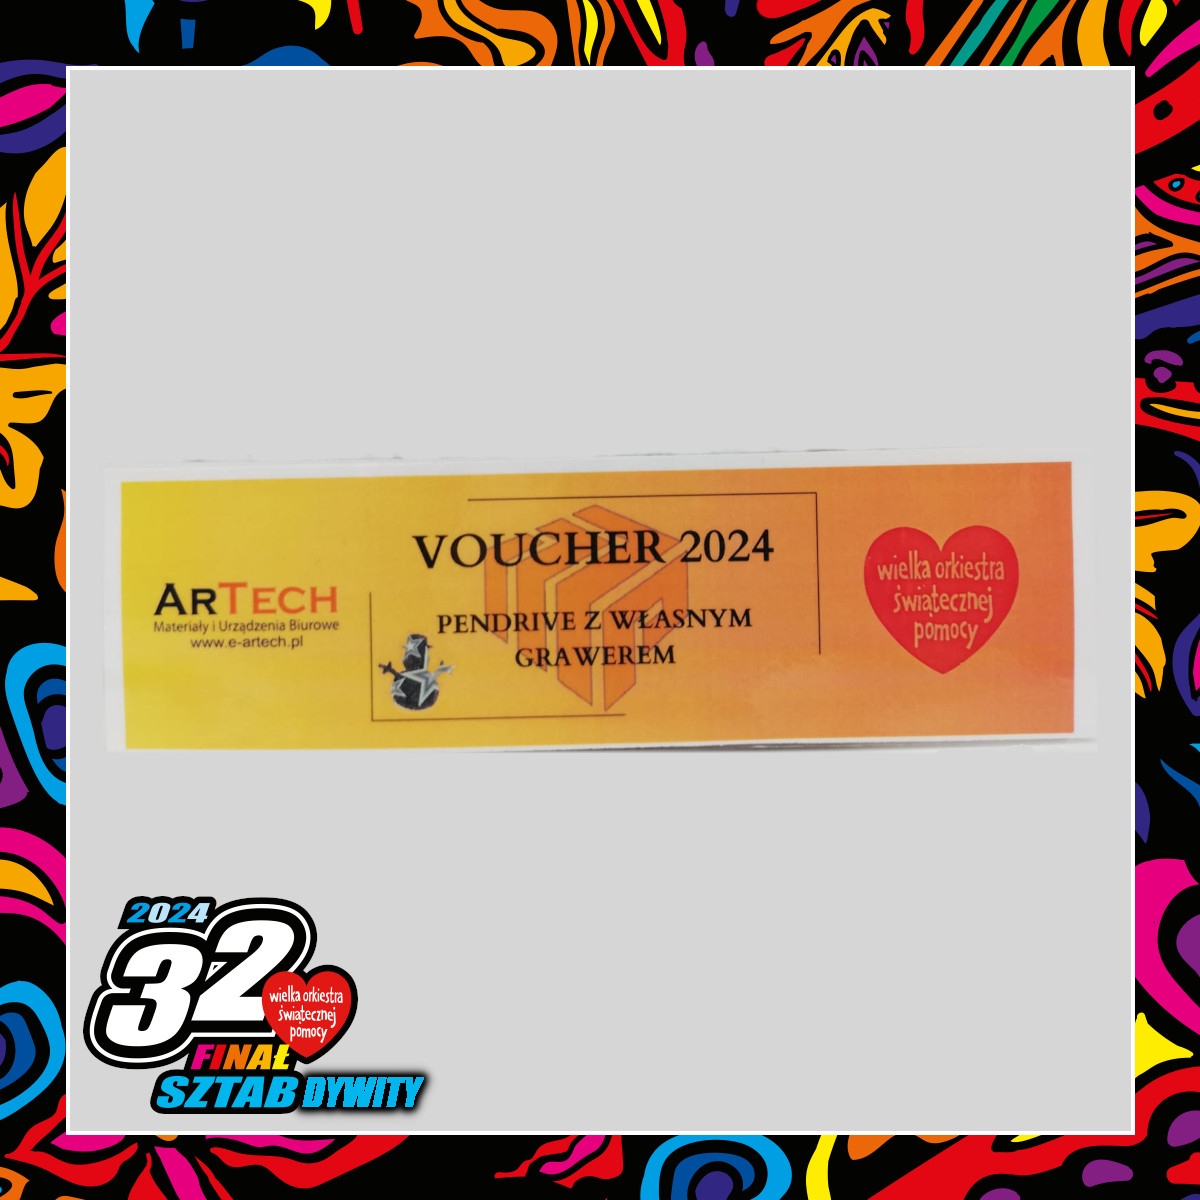 VOUCHER 2024
ARTECH
Materiały i Urządzenia Biurowe
www.e-artech.pl
PENDRIVE Z WŁASNYM
GRAWEREM
wielka orkiestra
świątecznej
pomocy
2024
32
wielka orkiestra
świątecznej
pomocy
FINAŁ
SZTAB DYWITY